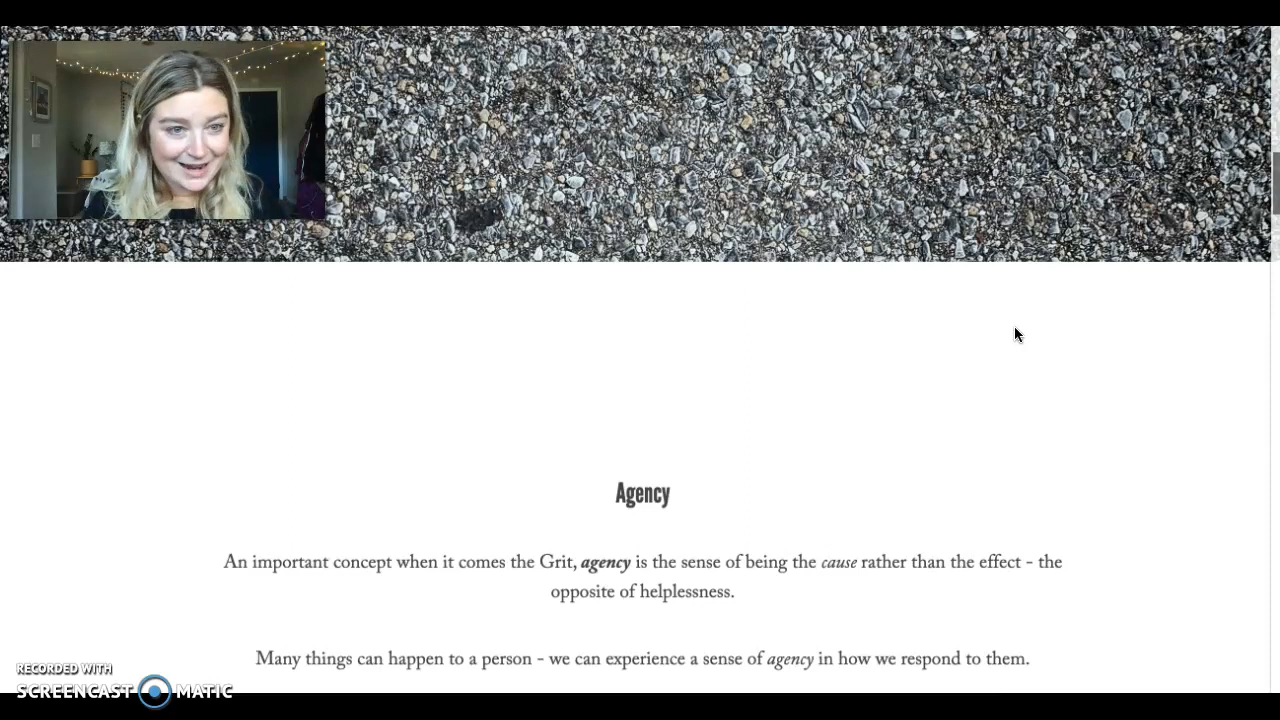 Agency
An important concept when it comes the Grit, agency is the sense of being the cause rather than the effect - the
opposite of helplessness.
Many things can happen to a person - we can experience a sense of agency in how we respond to them.
RECORDED WITH
SCREENCAST MATIC